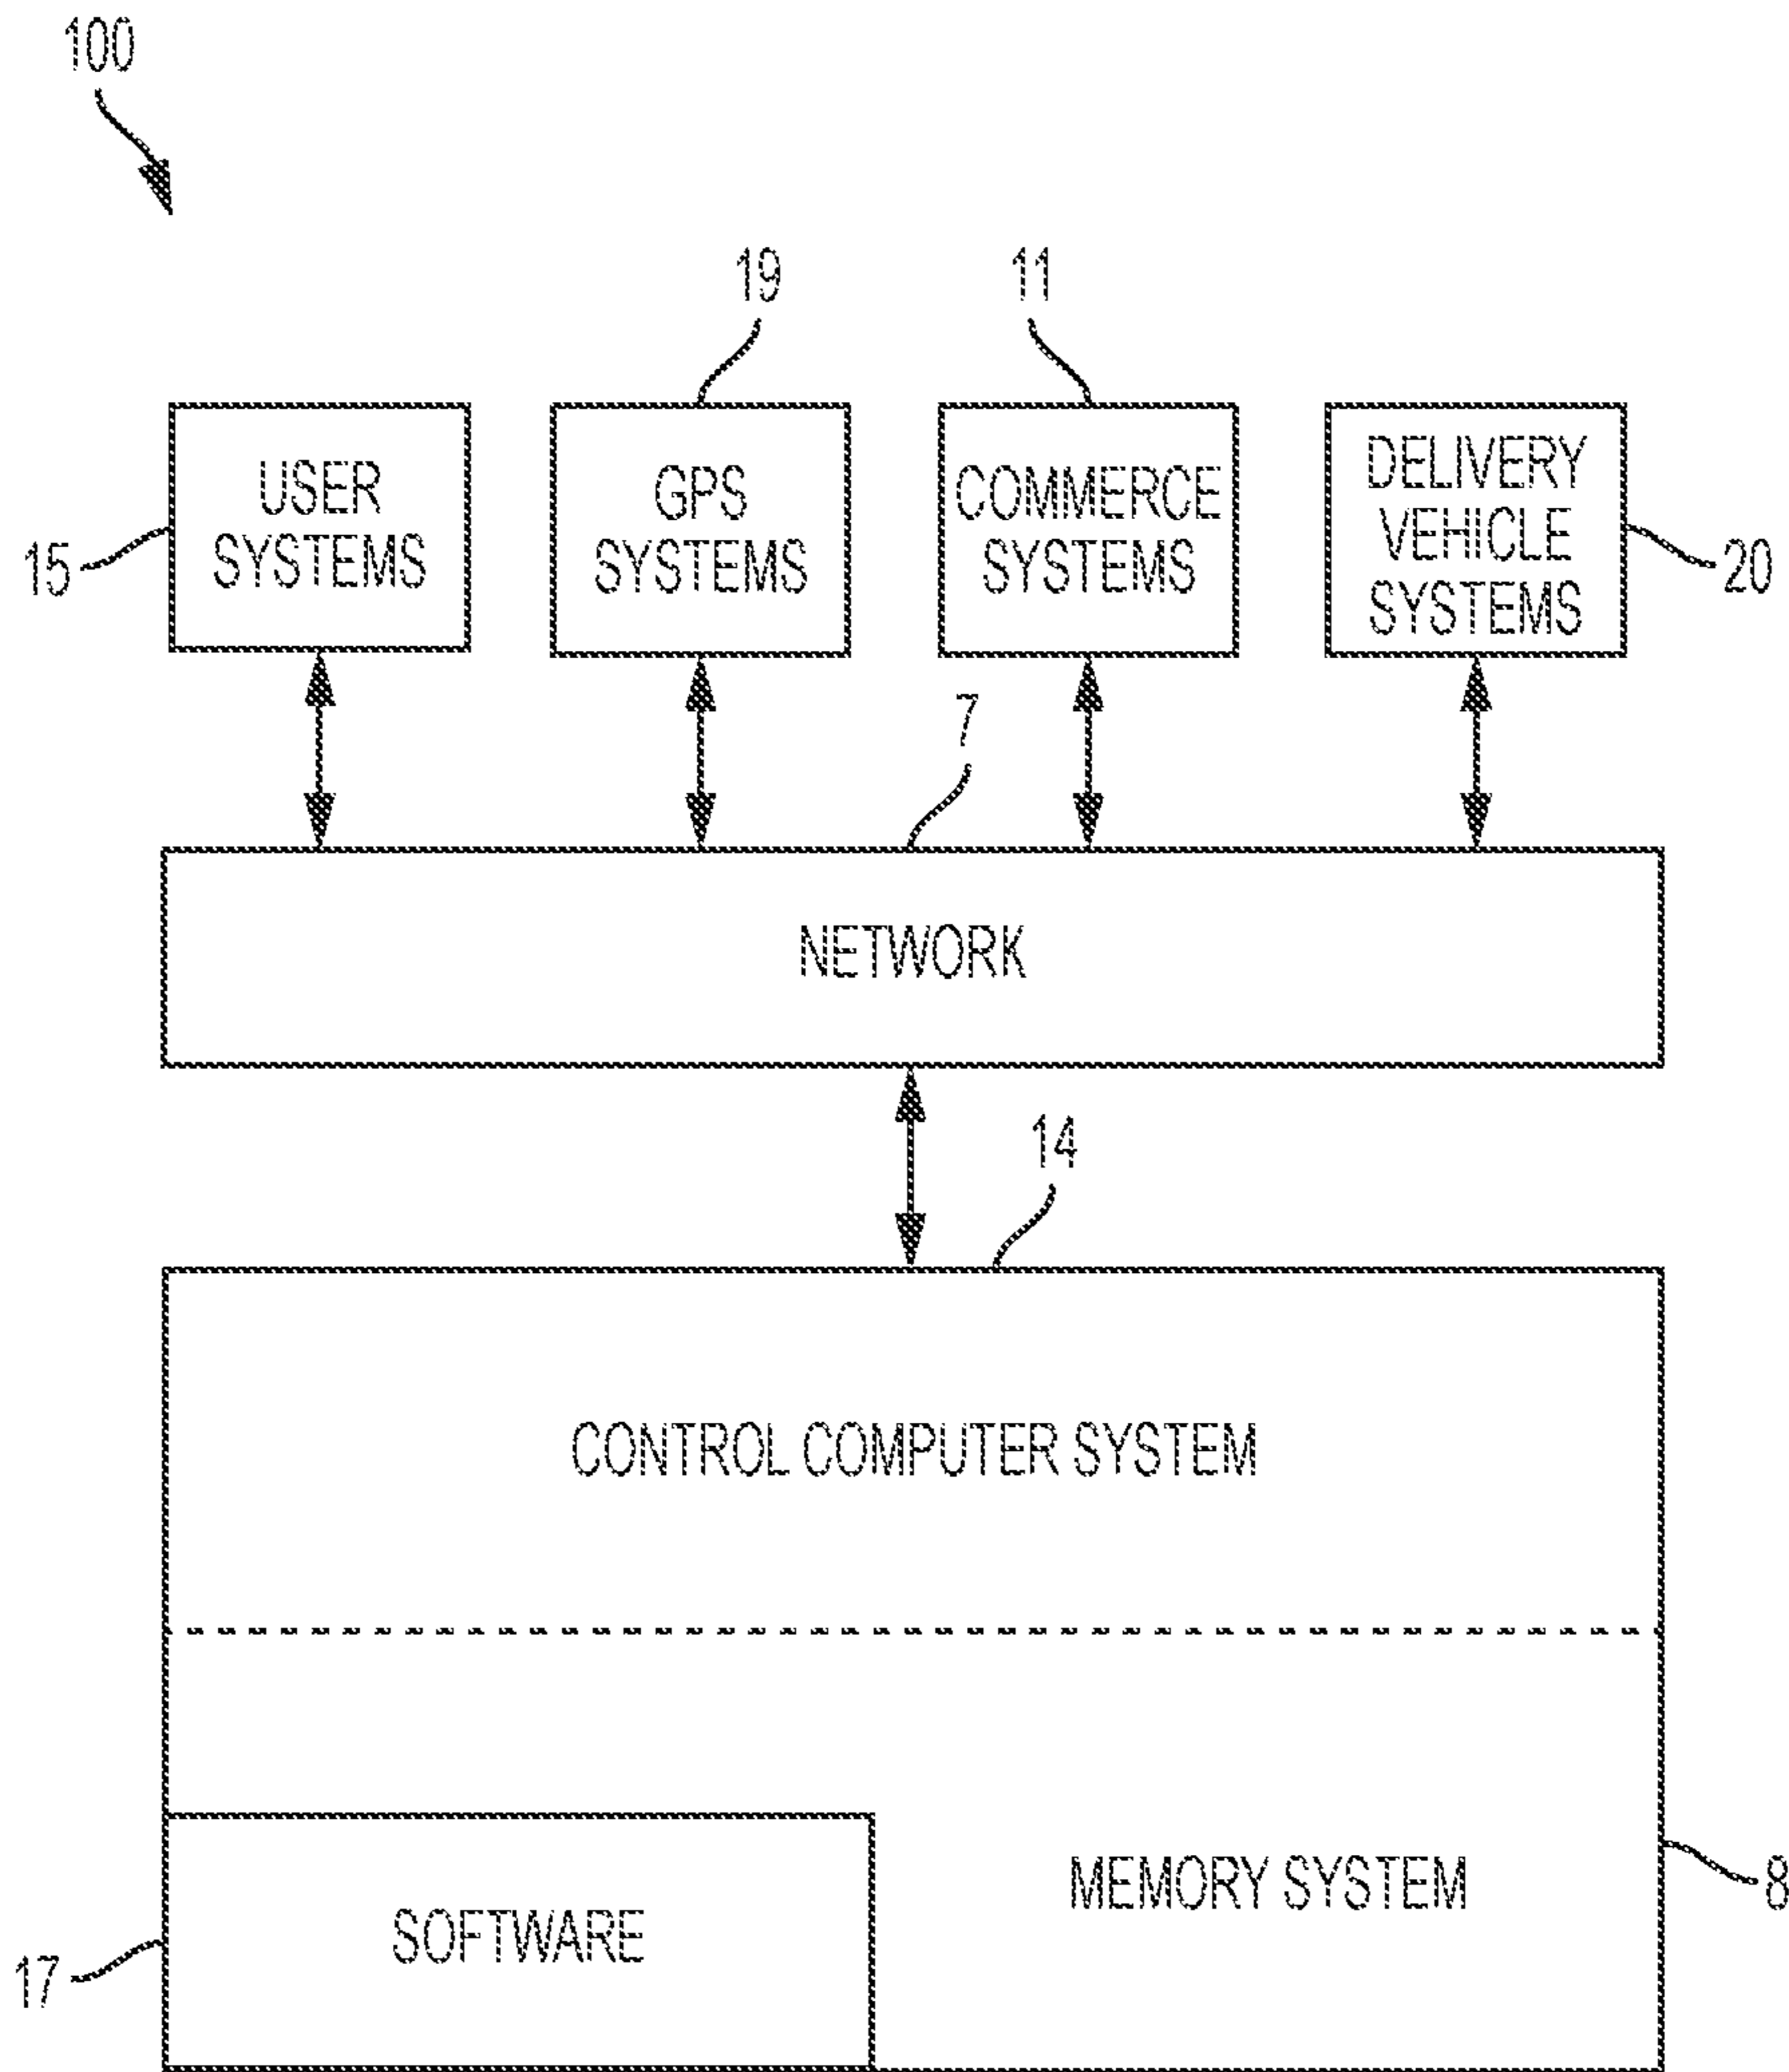 100
19
11
USER
SYSTEMS
GPS
SYSTEMS
COMMERCE
SYSTEMS
DELIVERY
VEHICLE
SYSTEMS
15
20
7
NETWORK
14
CONTROL COMPUTER SYSTEM
MEMORY SYSTEM
8
SOFTWARE
17